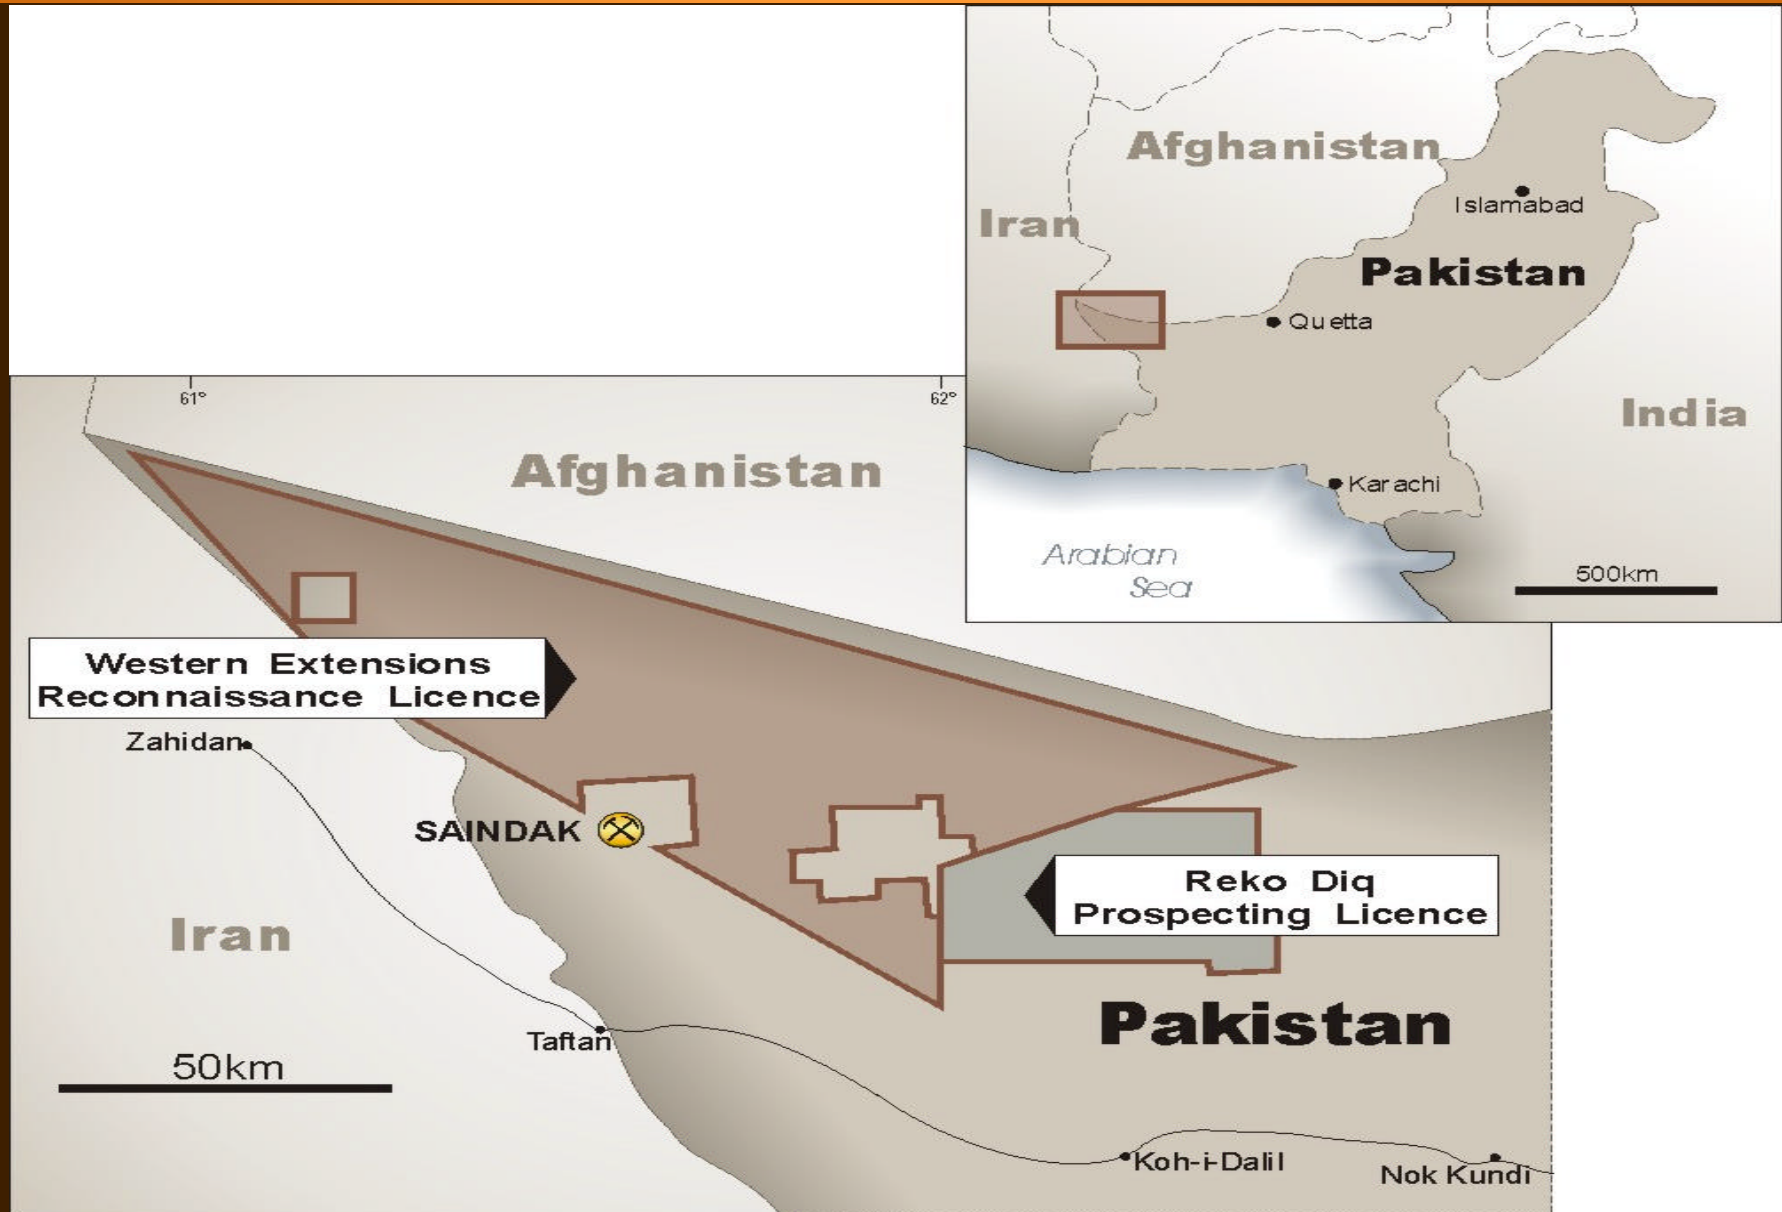 Afghanistan
Islamabad
Iran
Pakistan
Quetta
India
Karachi
Arabian
Sea
500km
61°
62°
Afghanistan
Western Extensions
Reconnaissance Licence
Zahidan
SAINDAK
Reko Diq
Prospecting Licence
Iran
Pakistan
Taftan
50km
Koh-i-Dalil
Nok Kundi